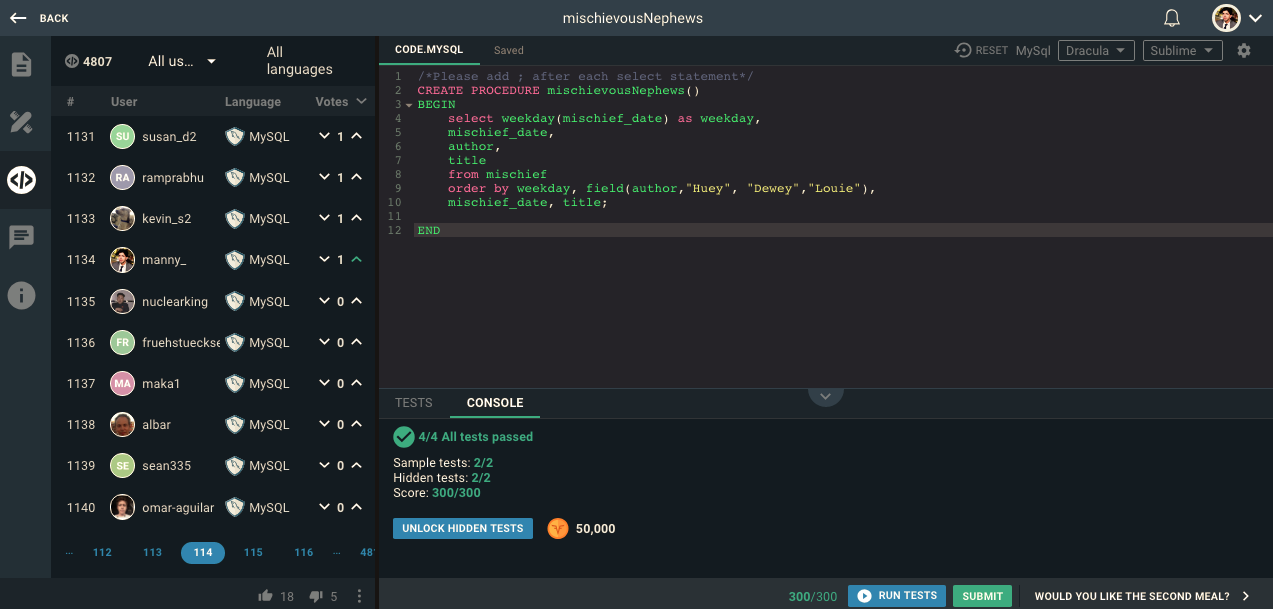 BACK
mischievousNephews
4807
All us...
All
languages
# User Language Votes
1131 SU susan_d2 MySQL 1
1132 RA ramprabhu MySQL 1
1133 kevin_s2 MySQL 1
1134 manny_ MySQL 1
1135 nuclearking MySQL 0
1136 FR fruehstueckse MySQL 0
1137 MA maka1 MySQL 0
1138 albar MySQL 0
1139 SE sean335 MySQL 0
1140 omar-aguilar MySQL 0
... 112 113 114 115 116 ... 48
18 5
CODE.MYSQL Saved RESET MySql Dracula Sublime
1 /*Please add ; after each select statement*/
2 CREATE PROCEDURE mischievousNephews()
3 BEGIN
4 select weekday(mischief_date) as weekday,
5 mischief_date,
6 author,
7 title
8 from mischief
9 order by weekday, field(author,"Huey", "Dewey","Louie"),
10 mischief_date, title;
11
12 END
TESTS CONSOLE
4/4 All tests passed
Sample tests: 2/2
Hidden tests: 2/2
Score: 300/300
UNLOCK HIDDEN TESTS 50,000
300/300 RUN TESTS SUBMIT WOULD YOU LIKE THE SECOND MEAL?